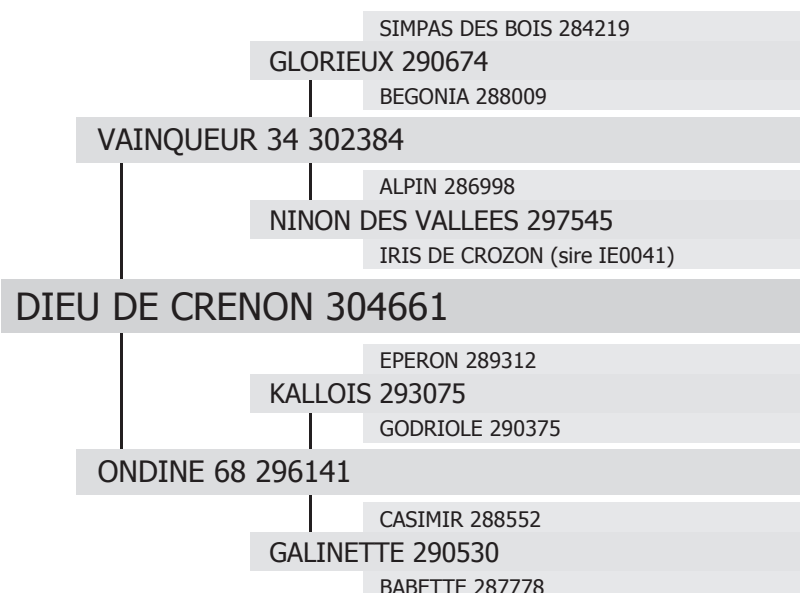 SIMPAS DES BOIS 284219
GLORIEUX 290674
BEGONIA 288009
VAINQUEUR 34 302384
ALPIN 286998
NINON DES VALLEES 297545
IRIS DE CROZON (sire IE0041)
DIEU DE CRENON 304661
EPERON 289312
KALLOIS 293075
GODRIOLE 290375
ONDINE 68 296141
CASIMIR 288552
GALINETTE 290530
BABETTE 287778